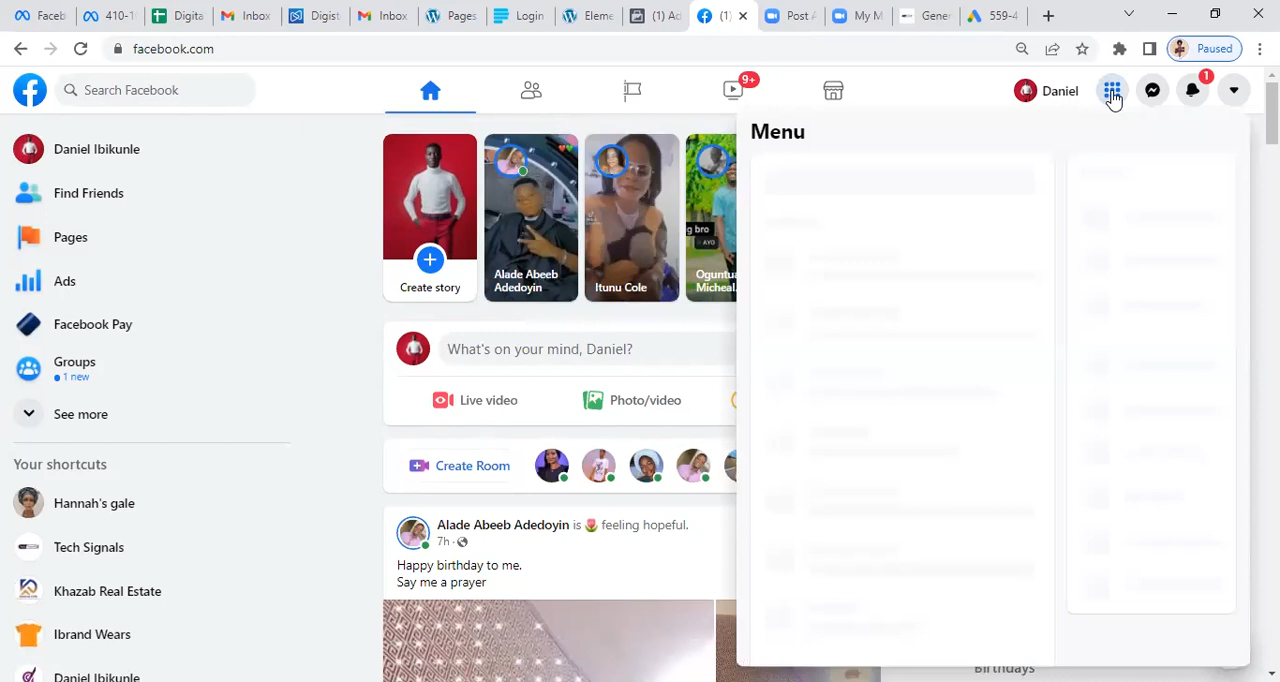 Faceb
410-1
Digita
Inbox
Digist
Inbox
Pages
Login
Eleme
(1) Ad
(1)
Post A
My M
Gene
559-4
facebook.com
Paused
Search Facebook
9+
Daniel
1
Menu
Daniel Ibikunle
Find Friends
Pages
Ads
Facebook Pay
Groups
1 new
See more
Your shortcuts
Hannah's gale
Tech Signals
Khazab Real Estate
Ibrand Wears
Daniel Ibikunle
Create story
Alade Abeeb
Adedoyin
Itunu Cole
g bro
AYO
Oguntua
Micheal.
What's on your mind, Daniel?
Live video
Photo/video
Create Room
Alade Abeeb Adedoyin is 🌷 feeling hopeful.
7h ·
Happy birthday to me.
Say me a prayer
Birthdays